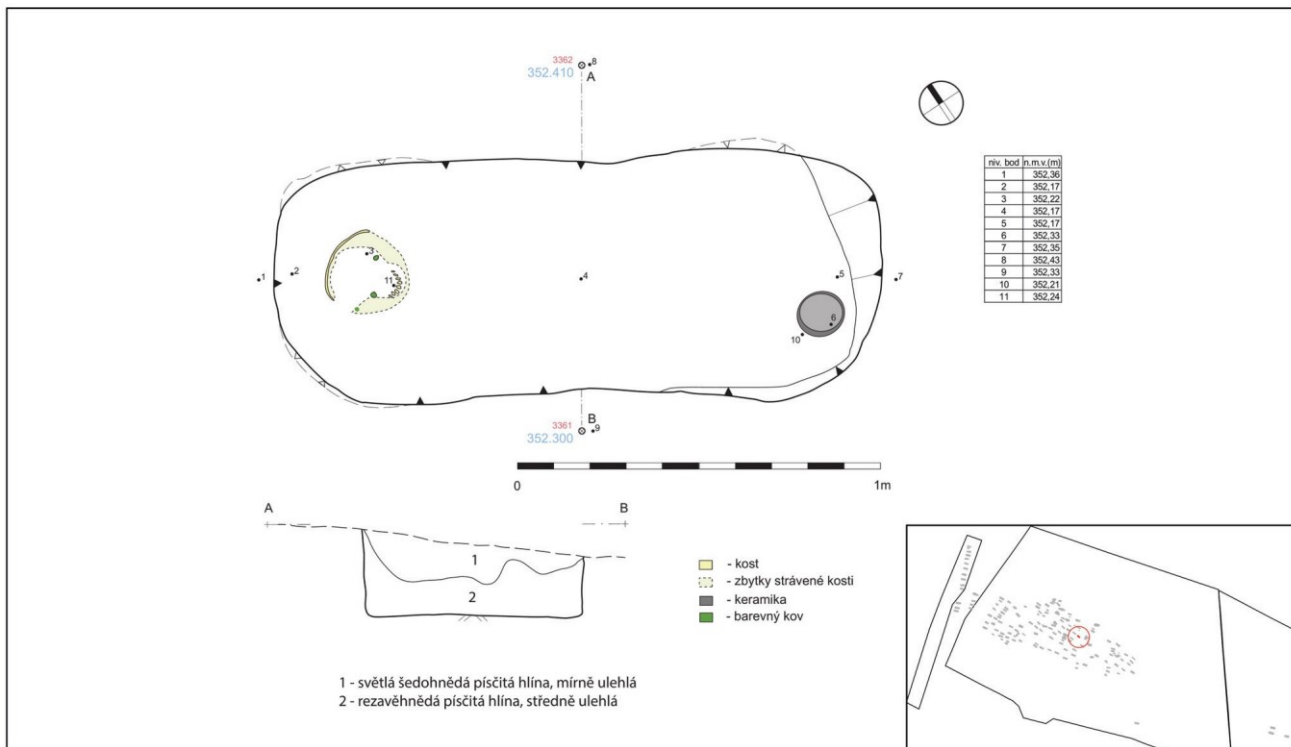 3362
352.410
8
A
niv. bod n.m.v.(m)
1 352,36
2 352,17
3 352,22
4 352,17
5 352,17
6 352,33
7 352,35
8 352,43
9 352,33
10 352,21
11 352,24
3
1
2
11
4
5
7
6
10
B
3361
352.300
9
0
1m
A
B
1
2
- kost
- zbytky strávené kosti
- keramika
- barevný kov
1 - světlá šedohnědá písčitá hlína, mírně ulehlá
2 - rezavěhnědá písčitá hlína, středně ulehlá